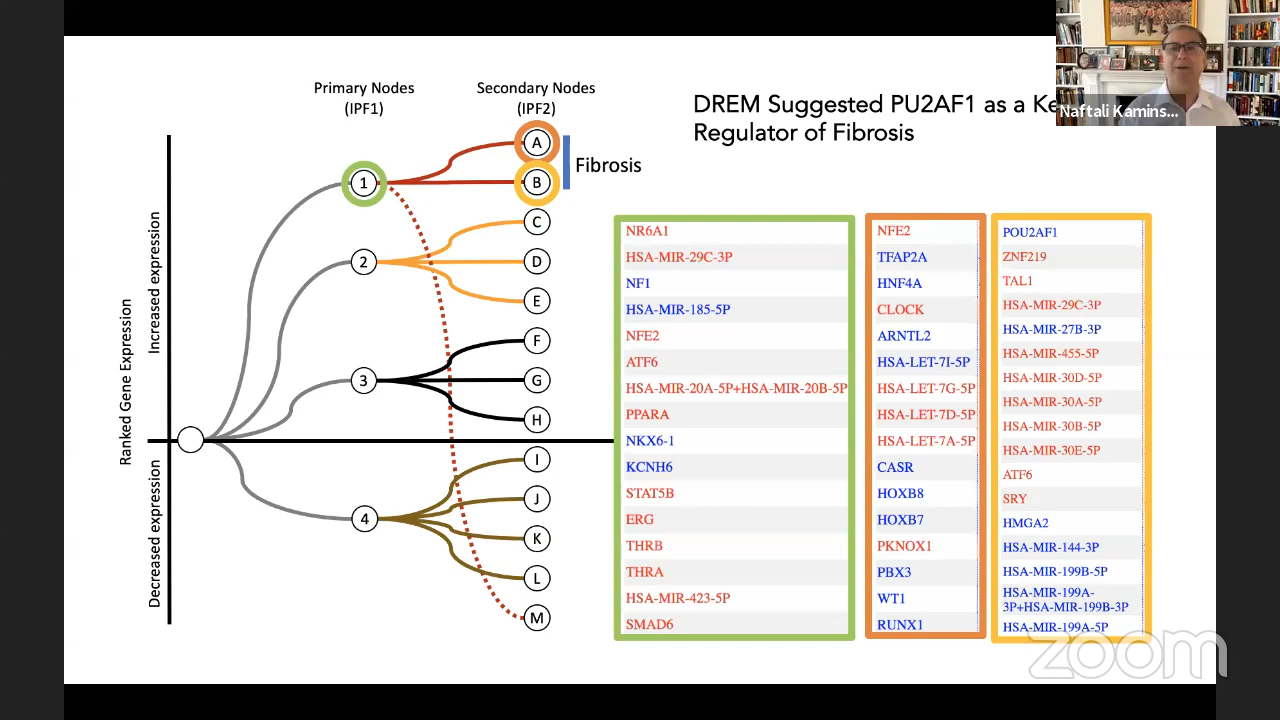 Primary Nodes
(IPF1)
Secondary Nodes
(IPF2)
DREM Suggested PU2AF1 as a Ke
Regulator of Fibrosis
Naftali Kamins...
Ranked Gene Expression
Increased expression
Decreased expression
1
2
3
4
A
B
C
D
E
F
G
H
I
J
K
L
M
Fibrosis
NR6A1
HSA-MIR-29C-3P
NF1
HSA-MIR-185-5P
NFE2
ATF6
HSA-MIR-20A-5P+HSA-MIR-20B-5P
PPARA
NKX6-1
KCNH6
STAT5B
ERG
THRB
THRA
HSA-MIR-423-5P
SMAD6
NFE2
TFAP2A
HNF4A
CLOCK
ARNTL2
HSA-LET-7I-5P
HSA-LET-7G-5P
HSA-LET-7D-5P
HSA-LET-7A-5P
CASR
HOXB8
HOXB7
PKNOX1
PBX3
WT1
RUNX1
POU2AF1
ZNF219
TAL1
HSA-MIR-29C-3P
HSA-MIR-27B-3P
HSA-MIR-455-5P
HSA-MIR-30D-5P
HSA-MIR-30A-5P
HSA-MIR-30B-5P
HSA-MIR-30E-5P
ATF6
SRY
HMGA2
HSA-MIR-144-3P
HSA-MIR-199B-5P
HSA-MIR-199A-
3P+HSA-MIR-199B-3P
HSA-MIR-199A-5P
zoom